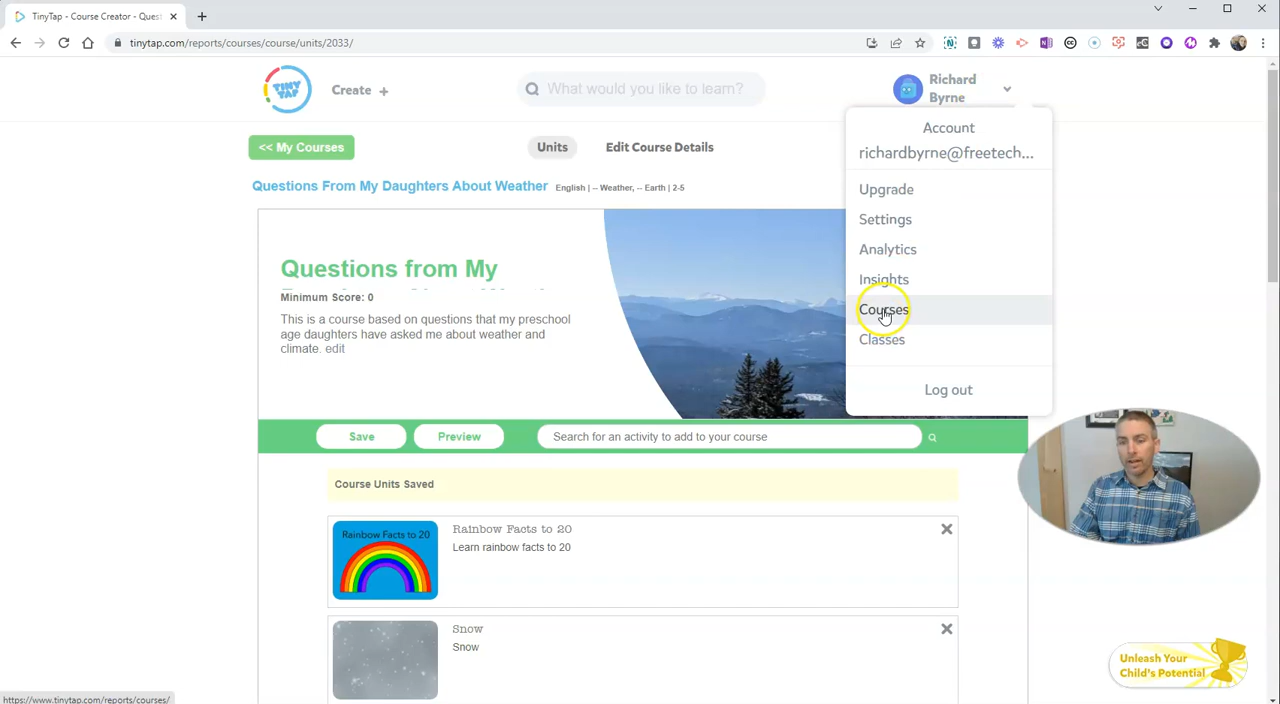 TinyTap - Course Creator - Quest
tinytap.com/reports/courses/course/units/2033/
TINY TAP
Create +
What would you like to learn?
Richard Byrne
Account
richardbyrne@freetech...
Upgrade
Settings
Analytics
Insights
Courses
Classes
Log out
<< My Courses
Units
Edit Course Details
Questions From My Daughters About Weather
English | -- Weather, -- Earth | 2-5
Questions from My
Minimum Score: 0
This is a course based on questions that my preschool
age daughters have asked me about weather and
climate. edit
Save
Preview
Search for an activity to add to your course
Course Units Saved
Rainbow Facts to 20
Rainbow Facts to 20
Learn rainbow facts to 20
Snow
Snow
Unleash Your
Child's Potential
https://www.tinytap.com/reports/courses/